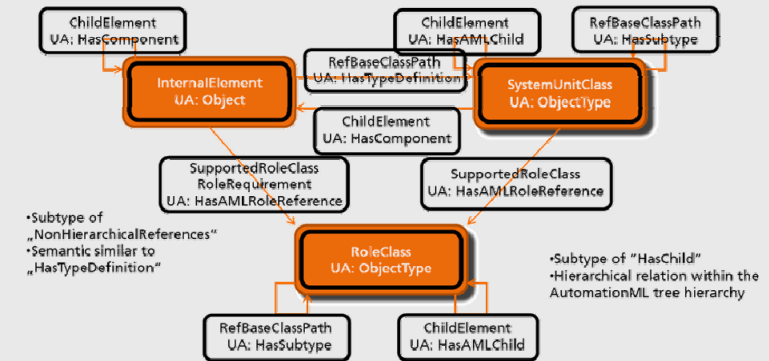 ChildElement
UA: HasComponent
ChildElement
UA: HasAMLChild
RefBaseClassPath
UA: HasSubtype
RefBaseClassPath
UA: HasTypeDefinition
InternalElement
UA: Object
SystemUnitClass
UA: ObjectType
ChildElement
UA: HasComponent
SupportedRoleClass
RoleRequirement
UA: HasAMLRoleReference
SupportedRoleClass
UA: HasAMLRoleReference
•Subtype of
„NonHierarchicalReferences“
•Semantic similar to
„HasTypeDefinition“
RoleClass
UA: ObjectType
•Subtype of "HasChild"
•Hierarchical relation within the
AutomationML tree hierarchy
RefBaseClassPath
UA: HasSubtype
ChildElement
UA: HasAMLChild